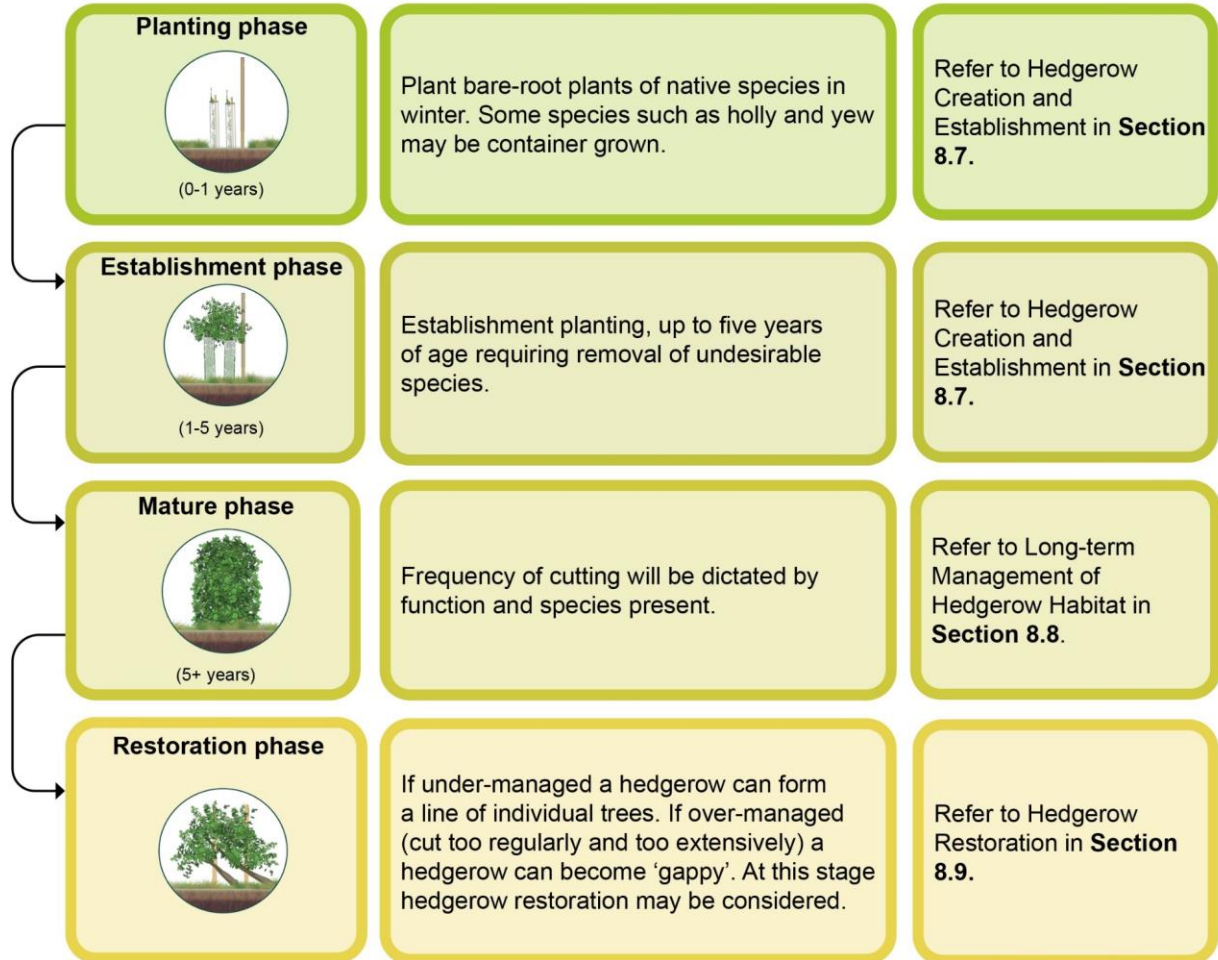 Planting phase
(0-1 years)
Plant bare-root plants of native species in
winter. Some species such as holly and yew
may be container grown.
Refer to Hedgerow
Creation and
Establishment in Section
8.7.
Establishment phase
(1-5 years)
Establishment planting, up to five years
of age requiring removal of undesirable
species.
Refer to Hedgerow
Creation and
Establishment in Section
8.7.
Mature phase
(5+ years)
Frequency of cutting will be dictated by
function and species present.
Refer to Long-term
Management of
Hedgerow Habitat in
Section 8.8.
Restoration phase
If under-managed a hedgerow can form
a line of individual trees. If over-managed
(cut too regularly and too extensively) a
hedgerow can become ‘gappy’. At this stage
hedgerow restoration may be considered.
Refer to Hedgerow
Restoration in Section
8.9.